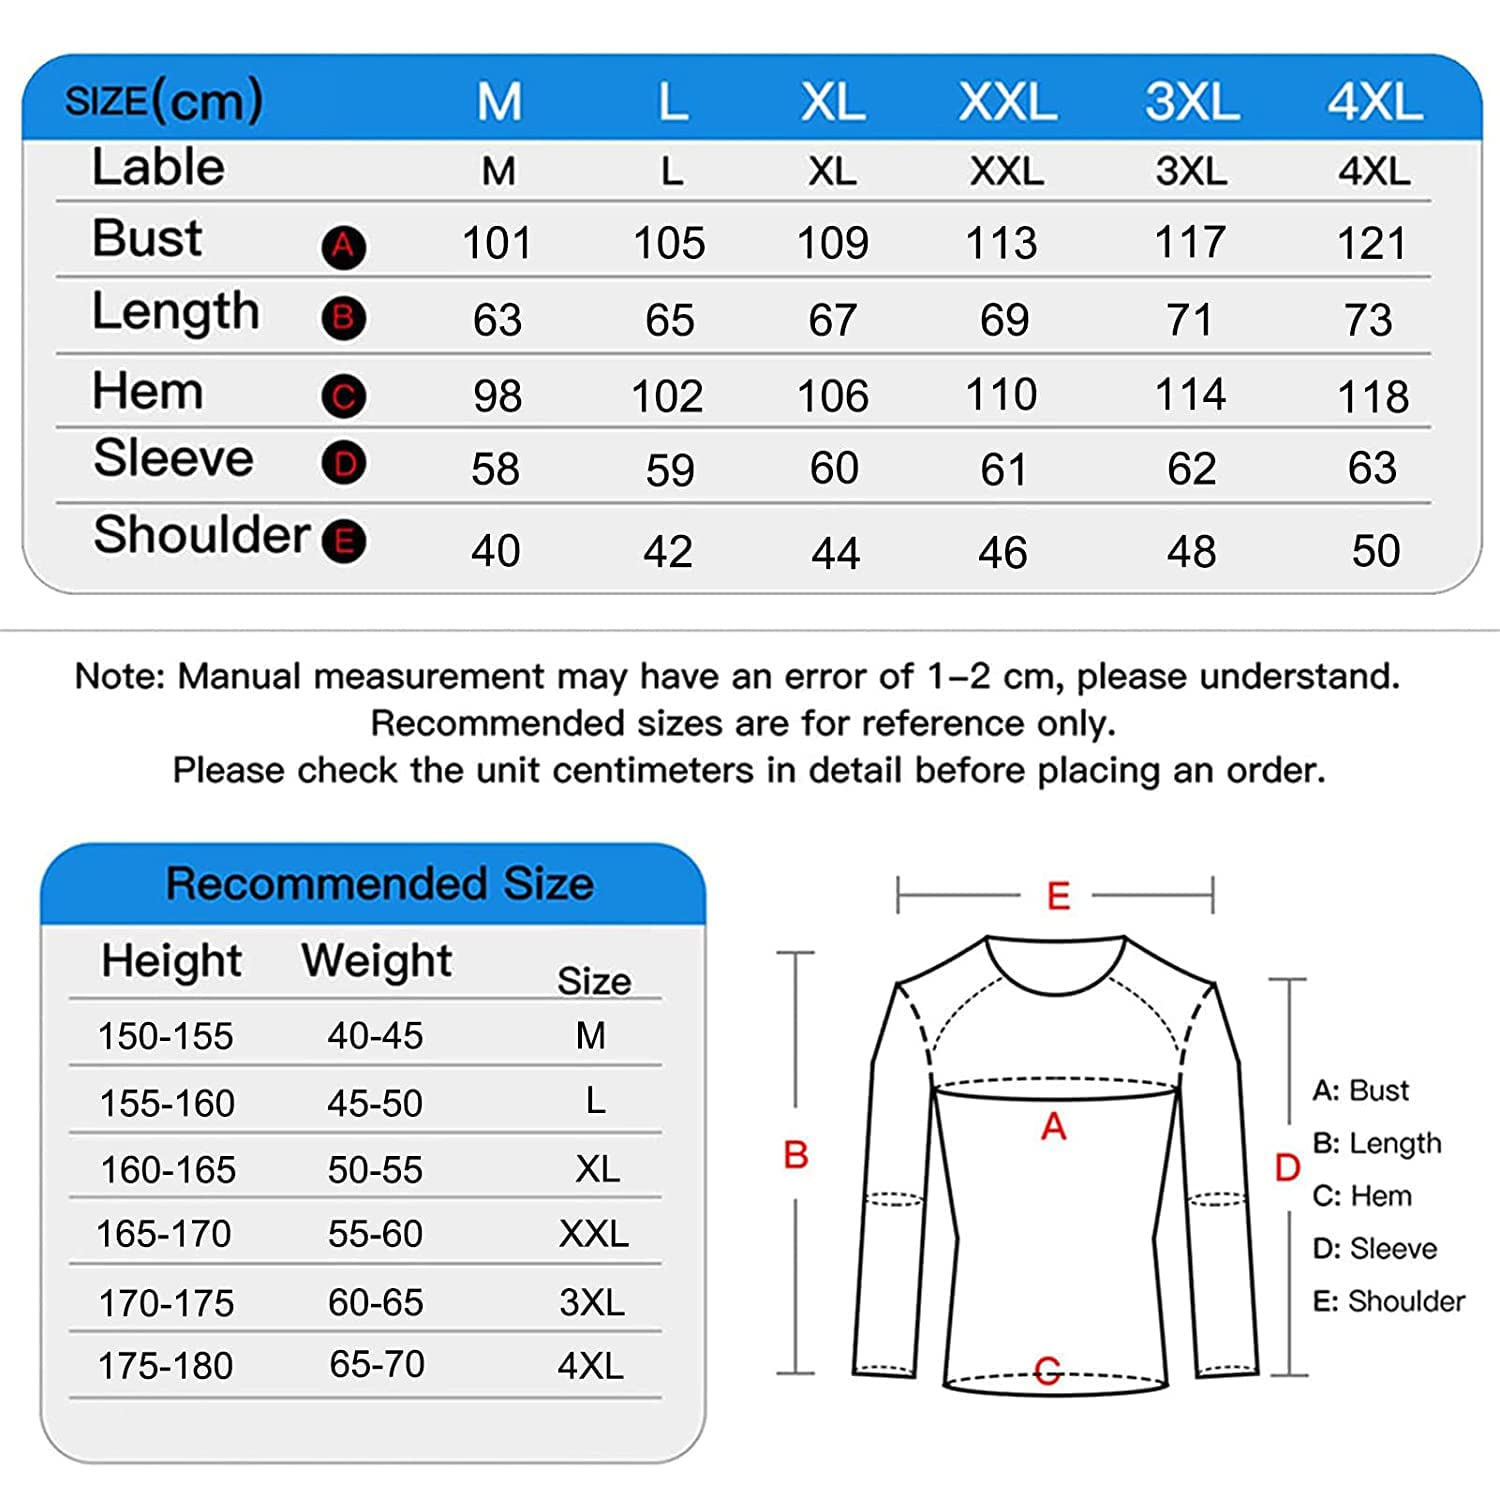 SIZE(cm) M L XL XXL 3XL 4XL
Lable M L XL XXL 3XL 4XL
Bust A 101 105 109 113 117 121
Length B 63 65 67 69 71 73
Hem C 98 102 106 110 114 118
Sleeve D 58 59 60 61 62 63
Shoulder E 40 42 44 46 48 50
Note: Manual measurement may have an error of 1–2 cm, please understand.
Recommended sizes are for reference only.
Please check the unit centimeters in detail before placing an order.
Recommended Size
Height Weight Size
150-155 40-45 M
155-160 45-50 L
160-165 50-55 XL
165-170 55-60 XXL
170-175 60-65 3XL
175-180 65-70 4XL
E
A
B
D
C
A: Bust
B: Length
C: Hem
D: Sleeve
E: Shoulder